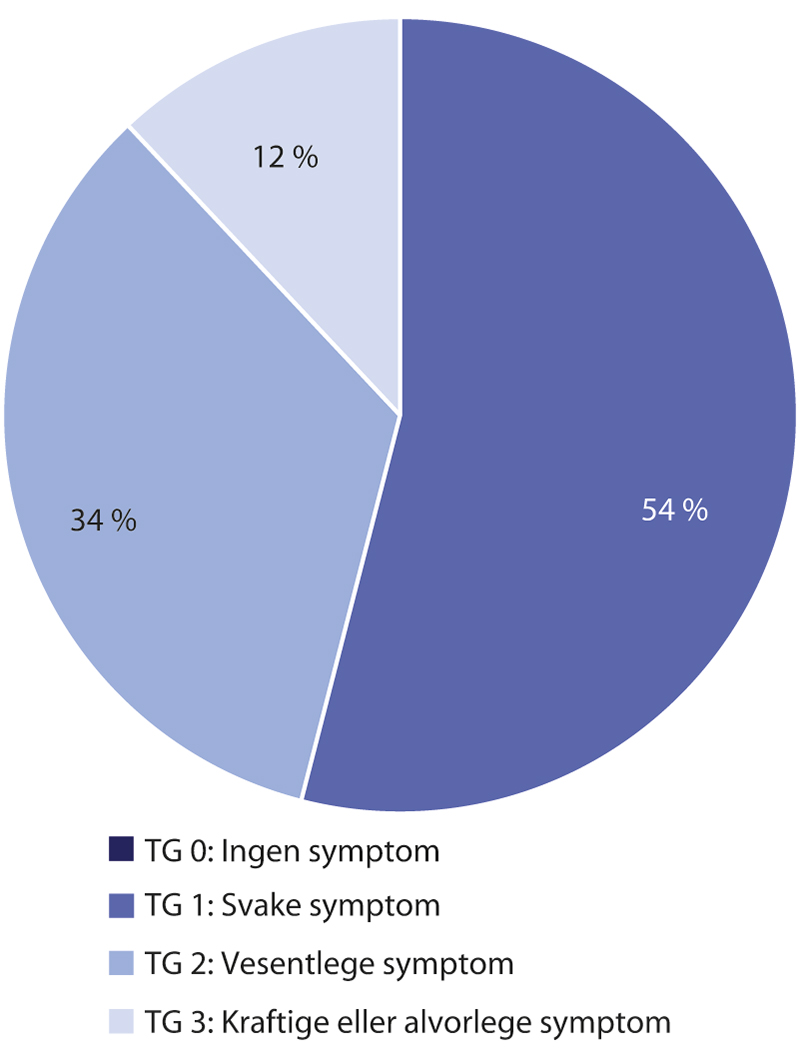 12 %
54 %
34 %
TG 0: Ingen symptom
TG 1: Svake symptom
TG 2: Vesentlege symptom
TG 3: Kraftige eller alvorlege symptom